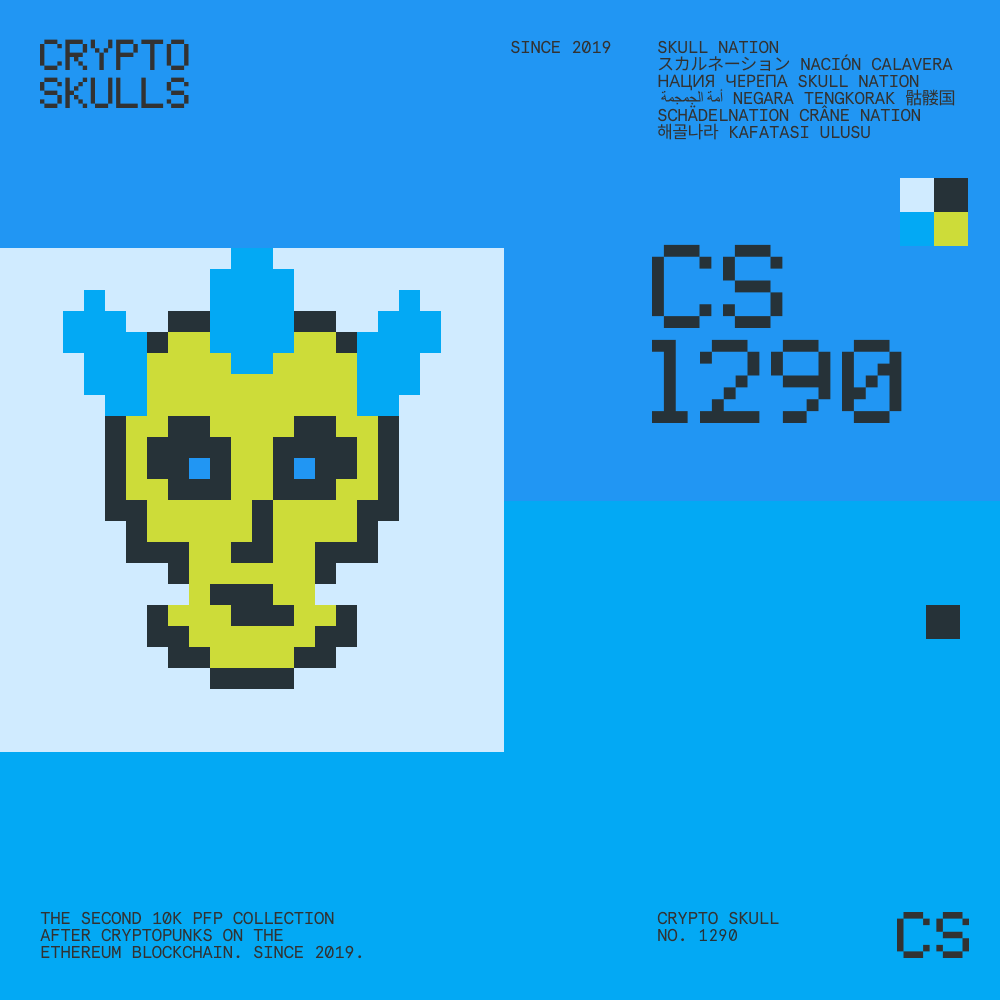 CRYPTO
SKULLS
SINCE 2019
SKULL NATION
スカルネーション NACIÓN CALAVERA
НАЦИЯ ЧЕРЕПА SKULL NATION
أمة الجمجمة NEGARA TENGKORAK 骷髅国
SCHÄDELNATION CRÂNE NATION
해골나라 KAFATASI ULUSU
CS
1290
THE SECOND 10K PFP COLLECTION
AFTER CRYPTOPUNKS ON THE
ETHEREUM BLOCKCHAIN. SINCE 2019.
CRYPTO SKULL
NO. 1290
CS